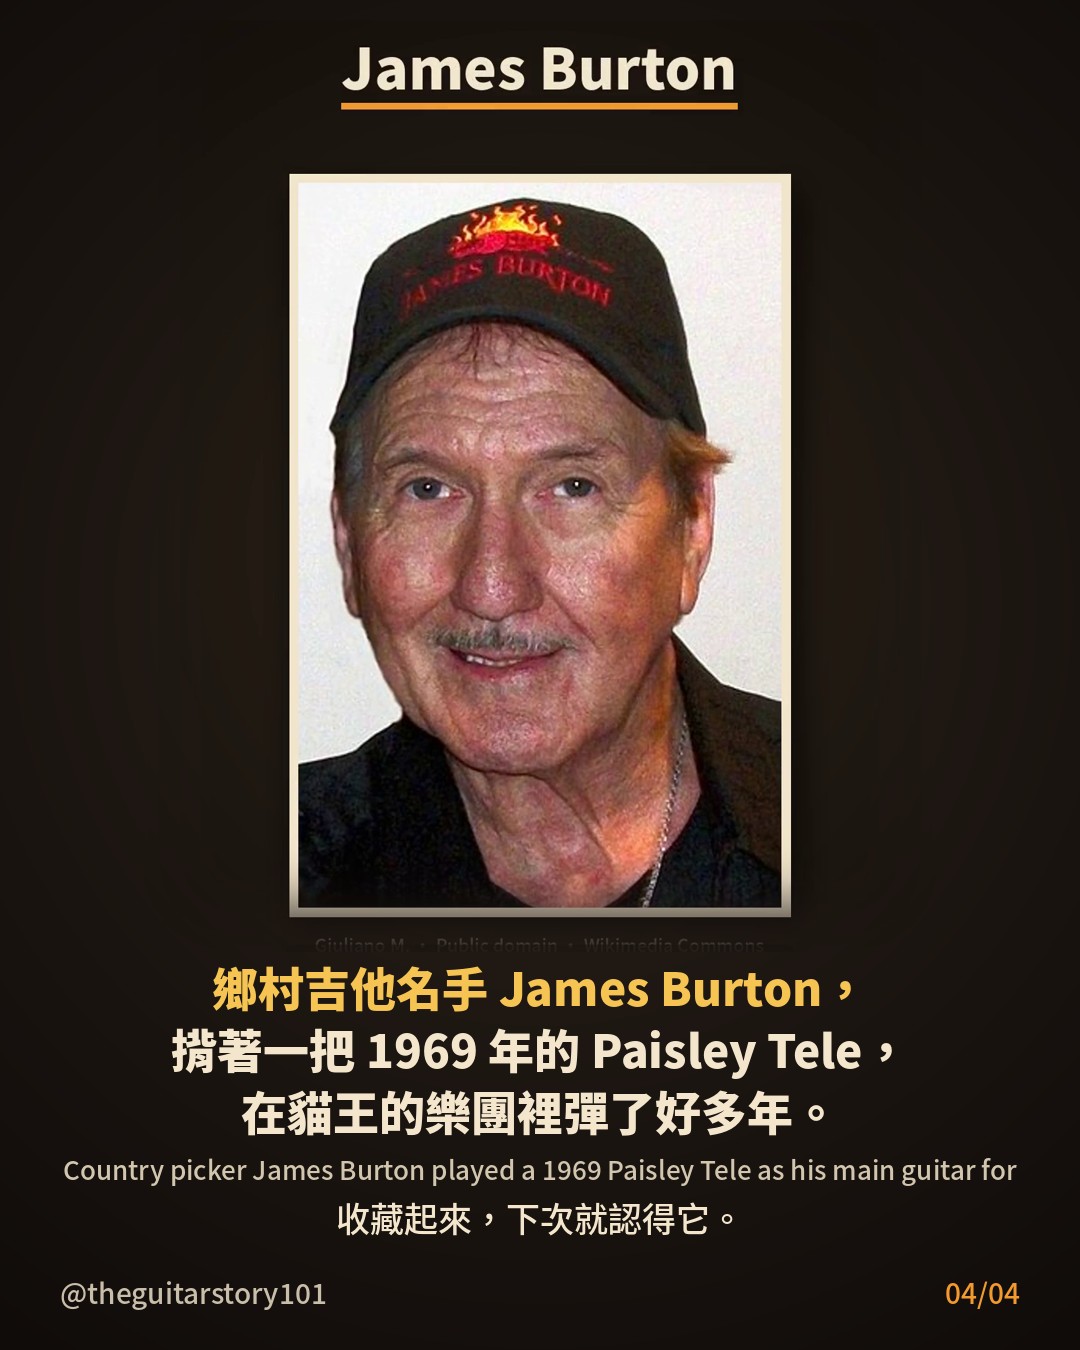 James Burton
JAMES BURTON
Giuliano M. · Public domain · Wikimedia Commons
鄉村吉他名手 James Burton，
揹著一把 1969 年的 Paisley Tele，
在貓王的樂團裡彈了好多年。
Country picker James Burton played a 1969 Paisley Tele as his main guitar for
收藏起來，下次就認得它。
@theguitarstory101
04/04